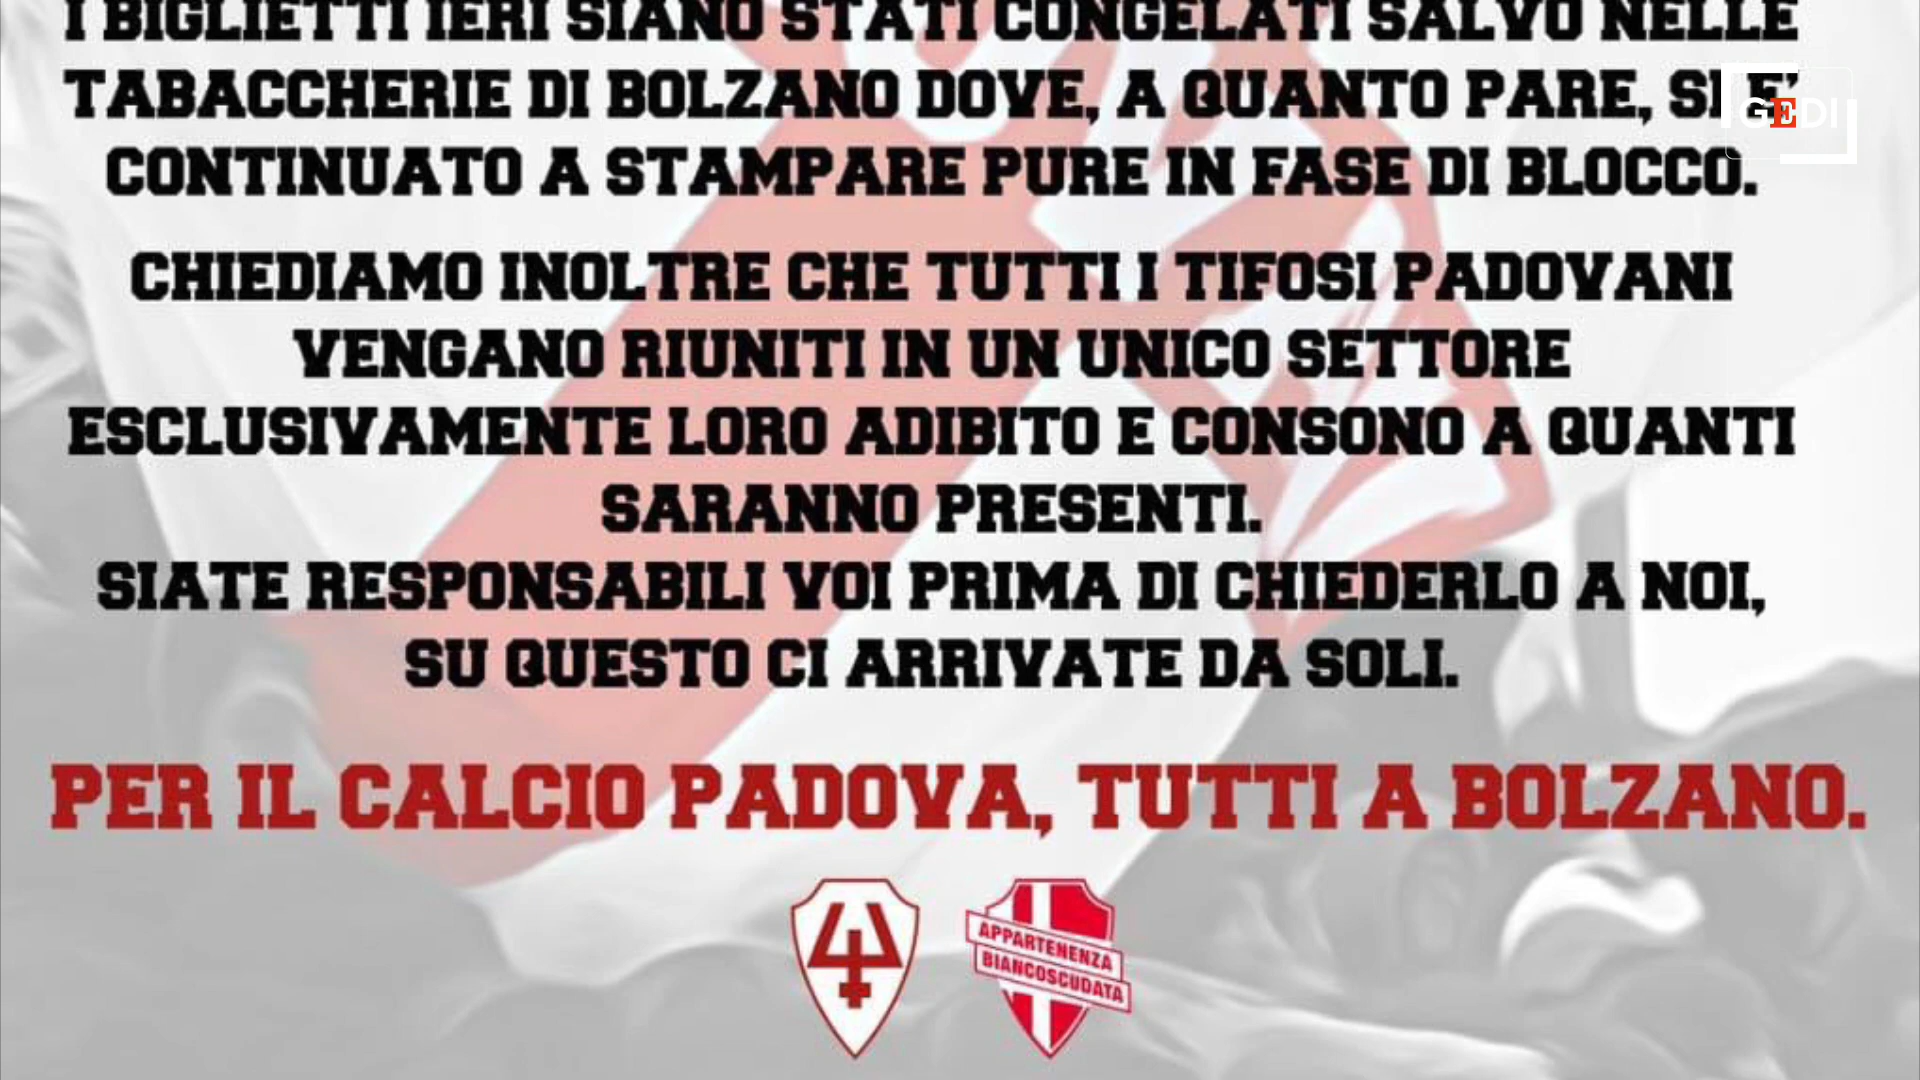 I BIGLIETTI IERI SIANO STATI CONGELATI SALVO NELLE
TABACCHERIE DI BOLZANO DOVE, A QUANTO PARE, SI E'
CONTINUATO A STAMPARE PURE IN FASE DI BLOCCO.
CHIEDIAMO INOLTRE CHE TUTTI I TIFOSI PADOVANI
VENGANO RIUNITI IN UN UNICO SETTORE
ESCLUSIVAMENTE LORO ADIBITO E CONSONO A QUANTI
SARANNO PRESENTI.
SIATE RESPONSABILI VOI PRIMA DI CHIEDERLO A NOI,
SU QUESTO CI ARRIVATE DA SOLI.
PER IL CALCIO PADOVA, TUTTI A BOLZANO.
APPARTENENZA
BIANCOSCUDATA
GEDI